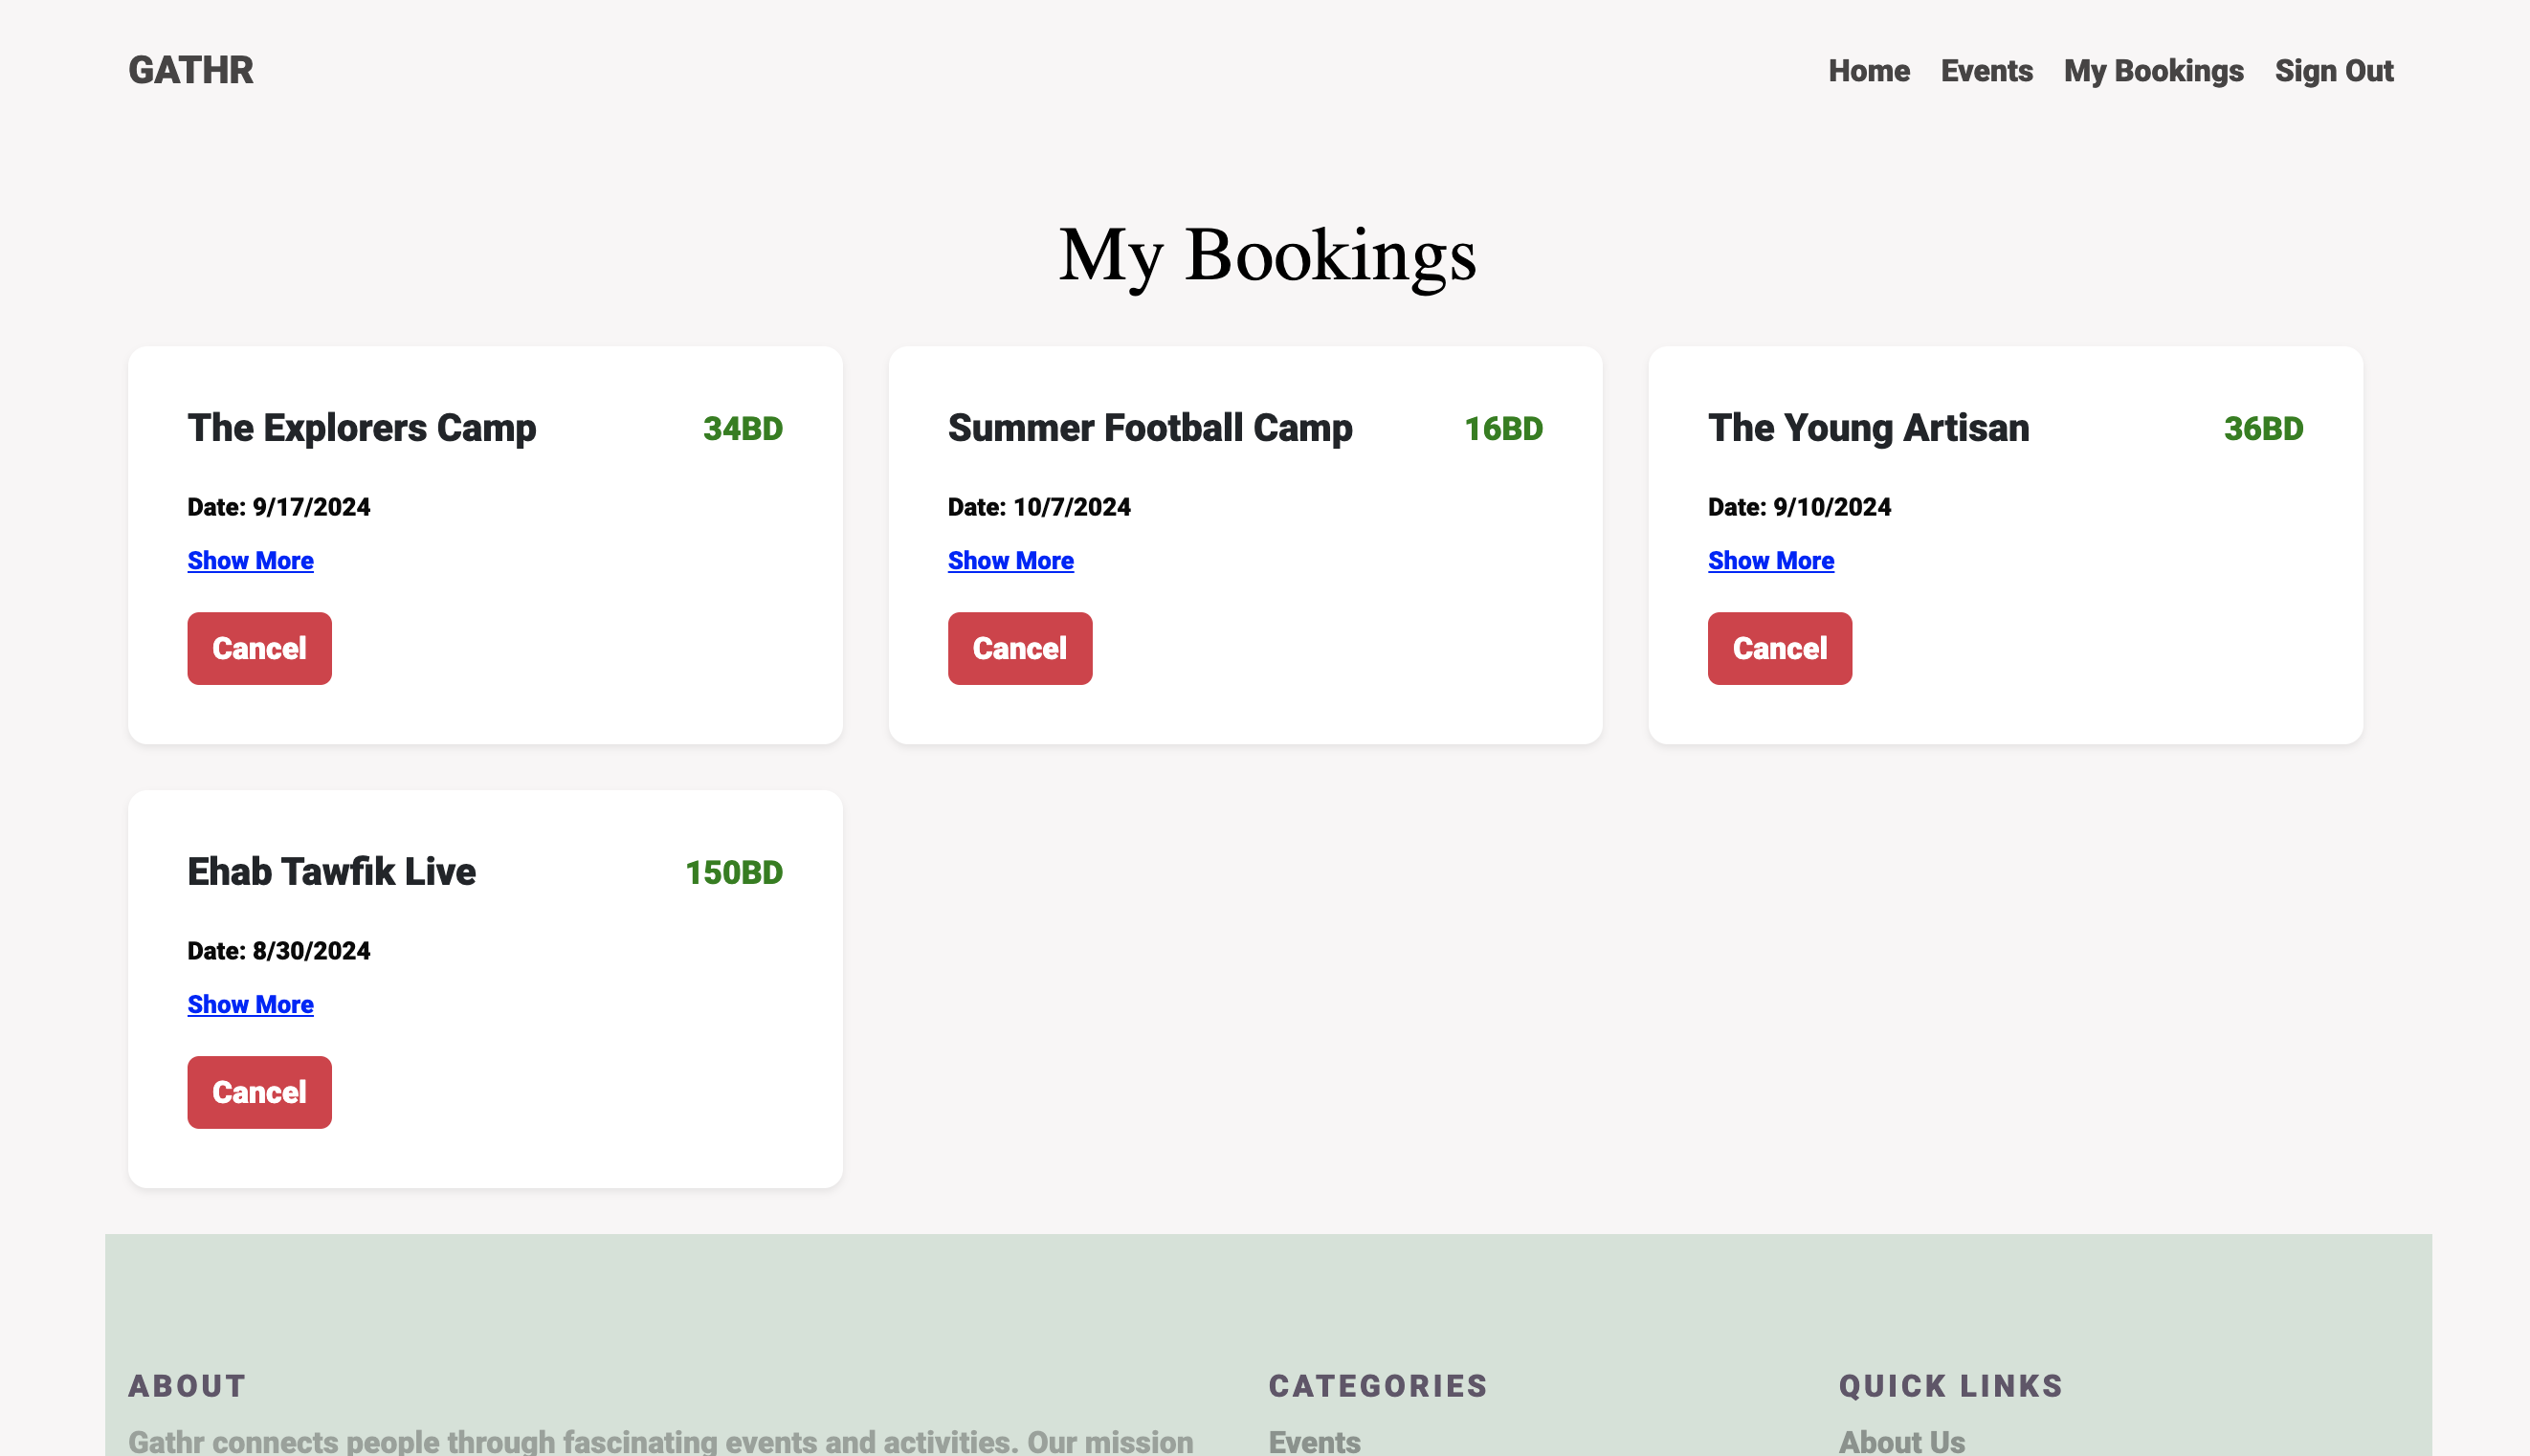 GATHR
Home Events My Bookings Sign Out
My Bookings
The Explorers Camp 34BD
Date: 9/17/2024
Show More
Cancel
Summer Football Camp 16BD
Date: 10/7/2024
Show More
Cancel
The Young Artisan 36BD
Date: 9/10/2024
Show More
Cancel
Ehab Tawfik Live 150BD
Date: 8/30/2024
Show More
Cancel
ABOUT
Gathr connects people through fascinating events and activities. Our mission
CATEGORIES
Events
QUICK LINKS
About Us